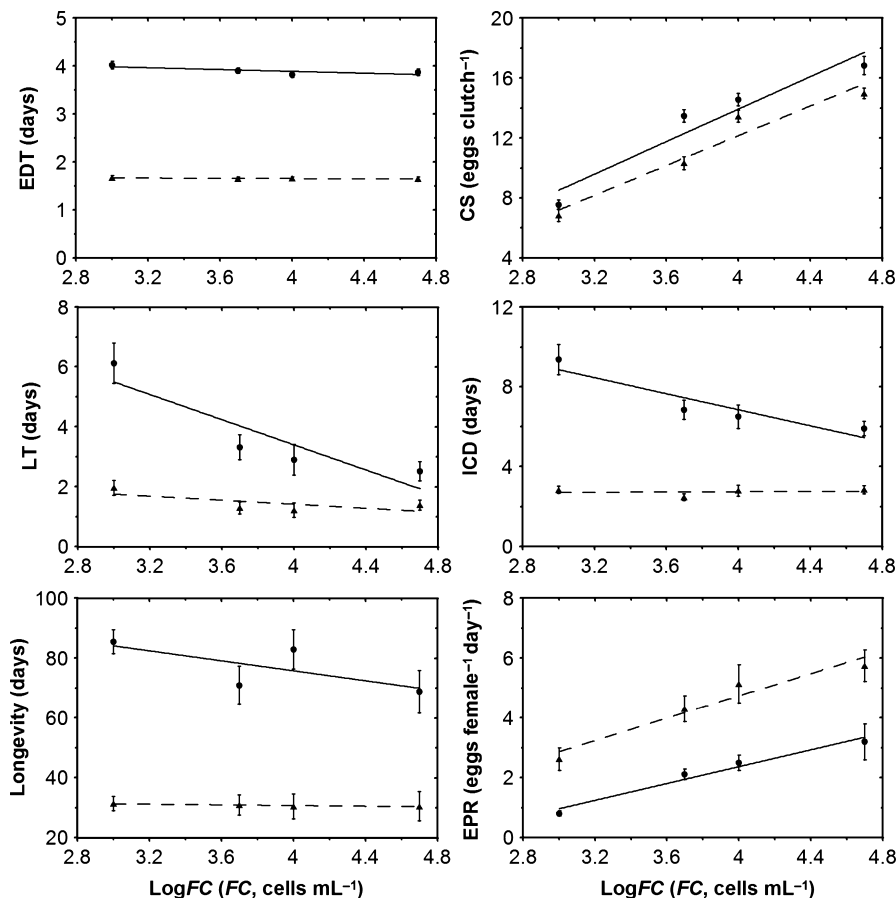 5
4
3
2
1
0
EDT (days)
2.8 3.2 3.6 4 4.4 4.8
20
16
12
8
4
CS (eggs clutch⁻¹)
2.8 3.2 3.6 4 4.4 4.8
8
6
4
2
0
LT (days)
2.8 3.2 3.6 4 4.4 4.8
12
9
6
3
0
ICD (days)
2.8 3.2 3.6 4 4.4 4.8
100
80
60
40
20
Longevity (days)
2.8 3.2 3.6 4 4.4 4.8
LogFC (FC, cells mL⁻¹)
8
6
4
2
0
EPR (eggs female⁻¹ day⁻¹)
2.8 3.2 3.6 4 4.4 4.8
LogFC (FC, cells mL⁻¹)